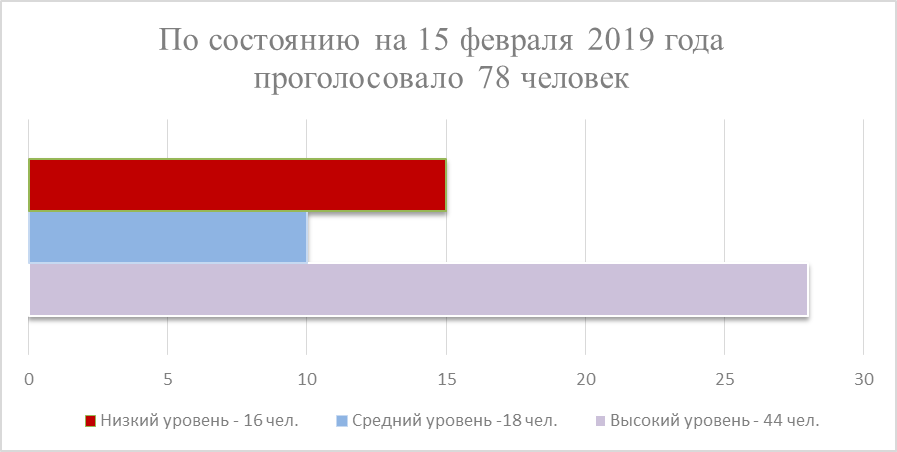 По состоянию на 15 февраля 2019 года
проголосовало 78 человек
0 5 10 15 20 25 30
Низкий уровень - 16 чел. Средний уровень -18 чел. Высокий уровень - 44 чел.